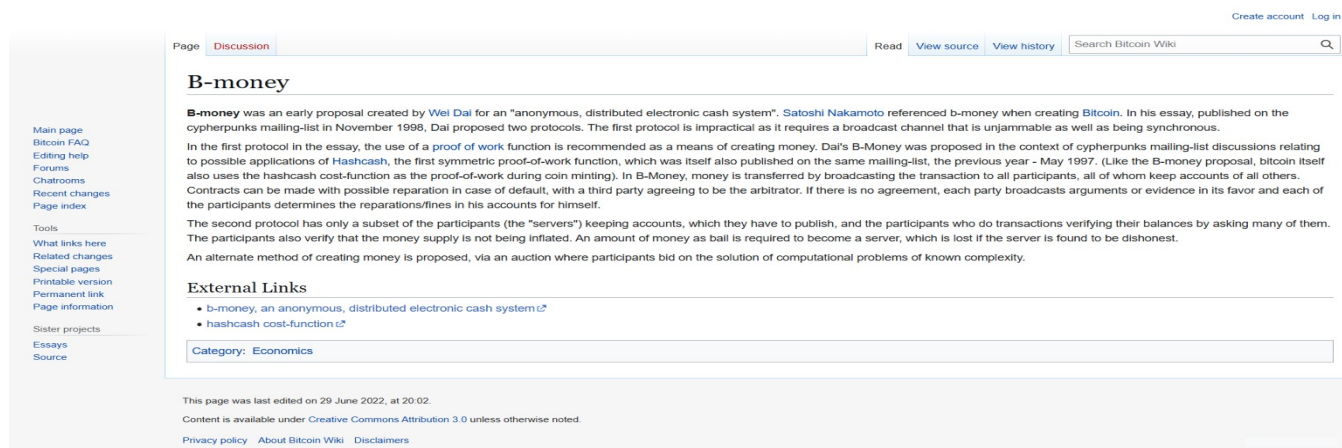 Create account Log in
Page Discussion
Read View source View history Search Bitcoin Wiki
B-money
B-money was an early proposal created by Wei Dai for an "anonymous, distributed electronic cash system". Satoshi Nakamoto referenced b-money when creating Bitcoin. In his essay, published on the
cypherpunks mailing-list in November 1998, Dai proposed two protocols. The first protocol is impractical as it requires a broadcast channel that is unjammable as well as being synchronous.
In the first protocol in the essay, the use of a proof of work function is recommended as a means of creating money. Dai's B-Money was proposed in the context of cypherpunks mailing-list discussions relating
to possible applications of Hashcash, the first symmetric proof-of-work function, which was itself also published on the same mailing-list, the previous year - May 1997. (Like the B-money proposal, bitcoin itself
also uses the hashcash cost-function as the proof-of-work during coin minting). In B-Money, money is transferred by broadcasting the transaction to all participants, all of whom keep accounts of all others.
Contracts can be made with possible reparation in case of default, with a third party agreeing to be the arbitrator. If there is no agreement, each party broadcasts arguments or evidence in its favor and each of
the participants determines the reparations/fines in his accounts for himself.
The second protocol has only a subset of the participants (the "servers") keeping accounts, which they have to publish, and the participants who do transactions verifying their balances by asking many of them.
The participants also verify that the money supply is not being inflated. An amount of money as bail is required to become a server, which is lost if the server is found to be dishonest.
An alternate method of creating money is proposed, via an auction where participants bid on the solution of computational problems of known complexity.
External Links
• b-money, an anonymous, distributed electronic cash system
• hashcash cost-function
Category: Economics
Main page
Bitcoin FAQ
Editing help
Forums
Chatrooms
Recent changes
Page index
Tools
What links here
Related changes
Special pages
Printable version
Permanent link
Page information
Sister projects
Essays
Source
This page was last edited on 29 June 2022, at 20:02.
Content is available under Creative Commons Attribution 3.0 unless otherwise noted.
Privacy policy About Bitcoin Wiki Disclaimers